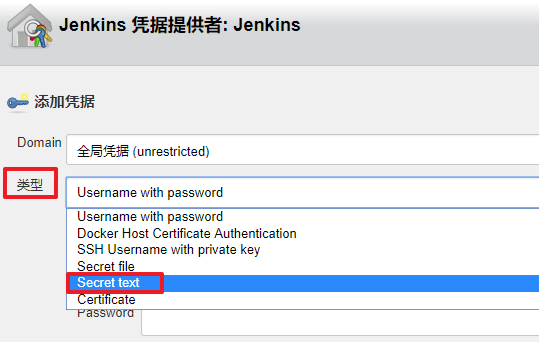 Jenkins 凭据提供者: Jenkins
添加凭据
Domain
全局凭据 (unrestricted)
类型
Username with password
Username with password
Docker Host Certificate Authentication
SSH Username with private key
Secret file
Secret text
Certificate
Password